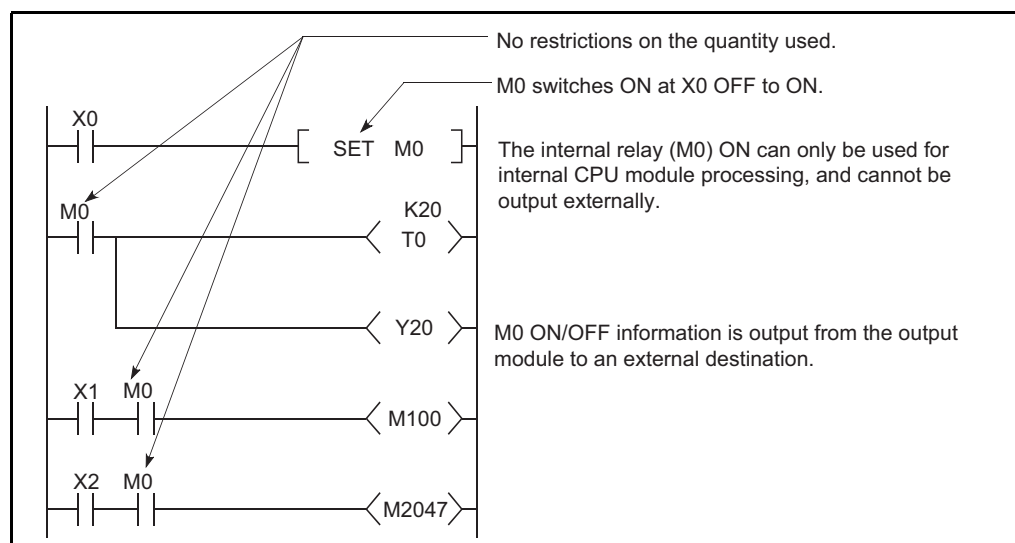 No restrictions on the quantity used.
M0 switches ON at X0 OFF to ON.
X0
SET M0
The internal relay (M0) ON can only be used for
internal CPU module processing, and cannot be
output externally.
M0
K20
T0
Y20
M0 ON/OFF information is output from the output
module to an external destination.
X1 M0
M100
X2 M0
M2047